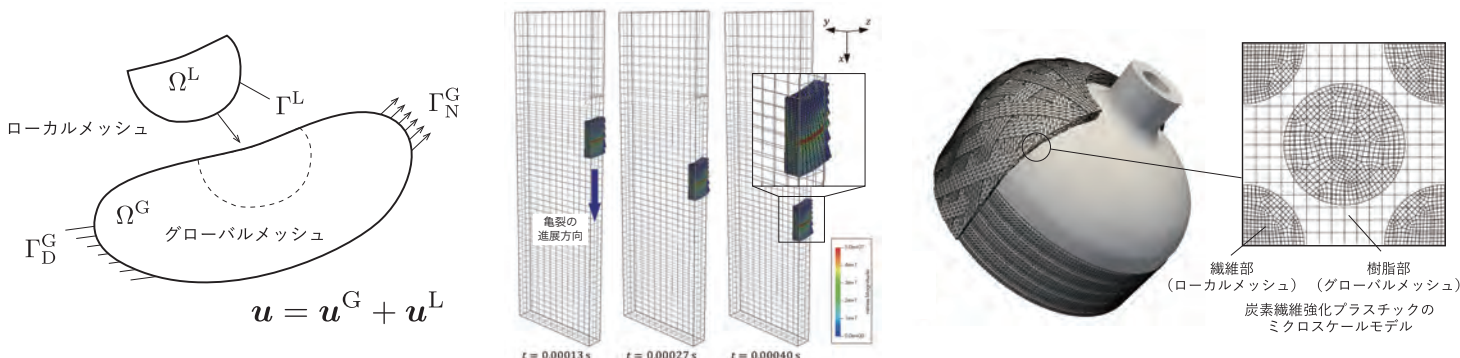 Ω^L
Γ^L
Γ_N^G
ローカルメッシュ
Ω^G
グローバルメッシュ
Γ_D^G
u = u^G + u^L
y
z
x
亀裂の
進展方向
t = 0.00013 s
t = 0.00027 s
t = 0.00040 s
繊維部
（ローカルメッシュ）
樹脂部
（グローバルメッシュ）
炭素繊維強化プラスチックの
ミクロスケールモデル